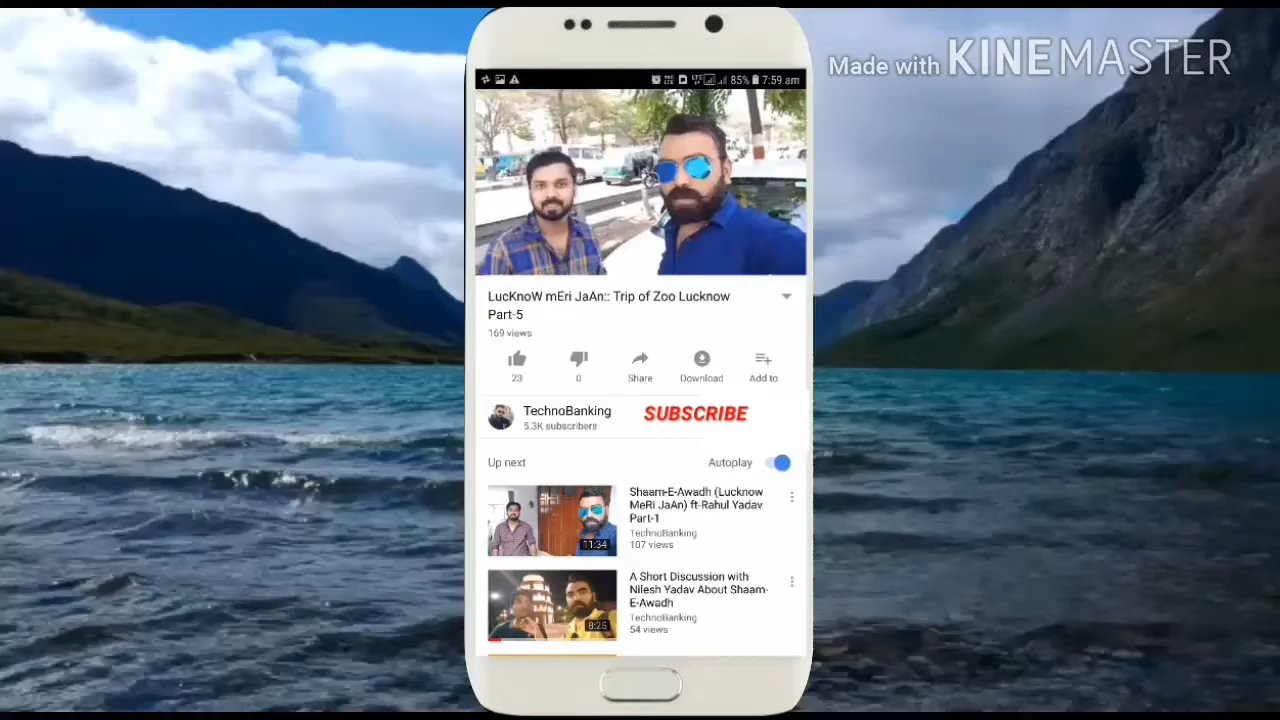 Made with KINEMASTER
85% 7:59 am
LucKnoW mEri JaAn:: Trip of Zoo Lucknow
Part-5
169 views
23 0 Share Download Add to
TechnoBanking
SUBSCRIBE
5.3K subscribers
Up next Autoplay
Shaam-E-Awadh (Lucknow
MeRi JaAn) ft-Rahul Yadav
Part-1
TechnoBanking
107 views
11:34
A Short Discussion with
Nilesh Yadav About Shaam-
E-Awadh
TechnoBanking
54 views
8:25